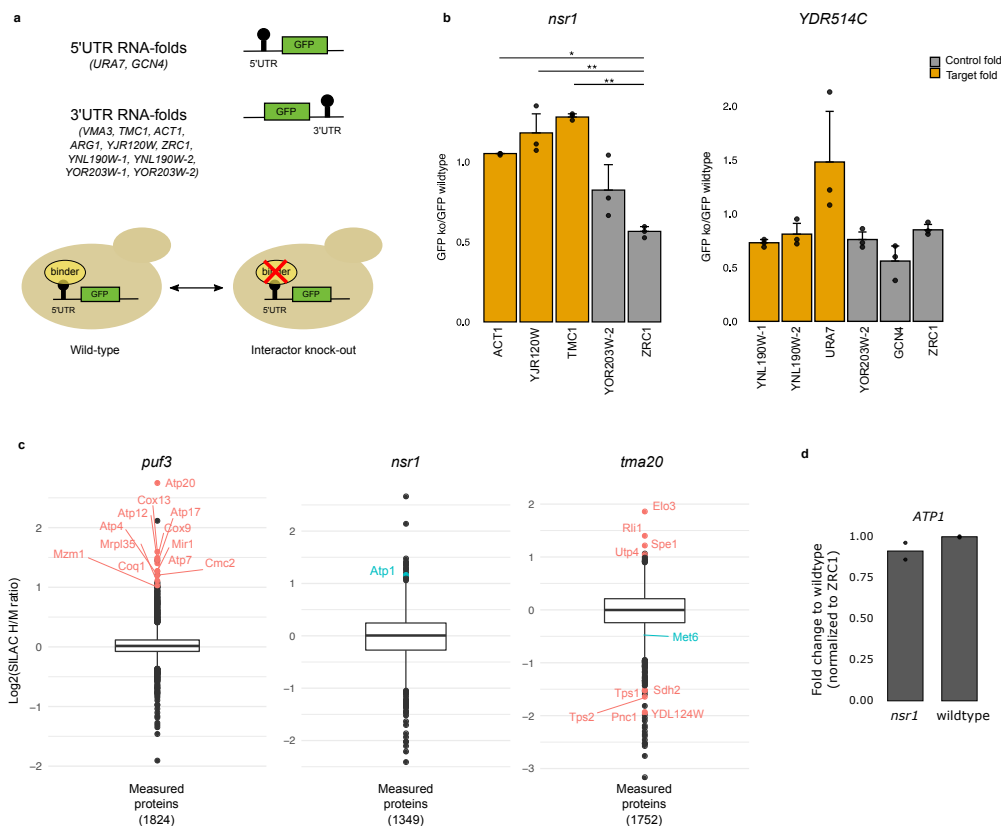 a
5'UTR RNA-folds
(URA7, GCN4)
GFP
5'UTR
3'UTR RNA-folds
(VMA3, TMC1, ACT1,
ARG1, YJR120W, ZRC1,
YNL190W-1, YNL190W-2,
YOR203W-1, YOR203W-2)
GFP
3'UTR
binder
GFP
5'UTR
Wild-type
binder
GFP
5'UTR
Interactor knock-out
b
nsr1
*
**
**
GFP ko/GFP wildtype
1.0
0.5
0.0
ACT1
YJR120W
TMC1
YOR203W-2
ZRC1
YDR514C
Control fold
Target fold
GFP ko/GFP wildtype
2.0
1.5
1.0
0.5
0.0
YNL190W-1
YNL190W-2
URA7
YOR203W-2
GCN4
ZRC1
c
puf3
Log2(SILAC H/M ratio)
2
1
0
−1
−2
Atp20
Cox13
Atp12
Atp17
Atp4
Cox9
Mrpl35
Mir1
Mzm1
Atp7
Coq1
Cmc2
Measured
proteins
(1824)
nsr1
2
1
0
−1
−2
Atp1
Measured
proteins
(1349)
tma20
2
1
0
−1
−2
−3
Elo3
Rli1
Spe1
Utp4
Met6
Tps1
Sdh2
Tps2
Pnc1
YDL124W
Measured
proteins
(1752)
d
ATP1
Fold change to wildtype
(normalized to ZRC1)
1.00
0.75
0.50
0.25
0.00
nsr1
wildtype